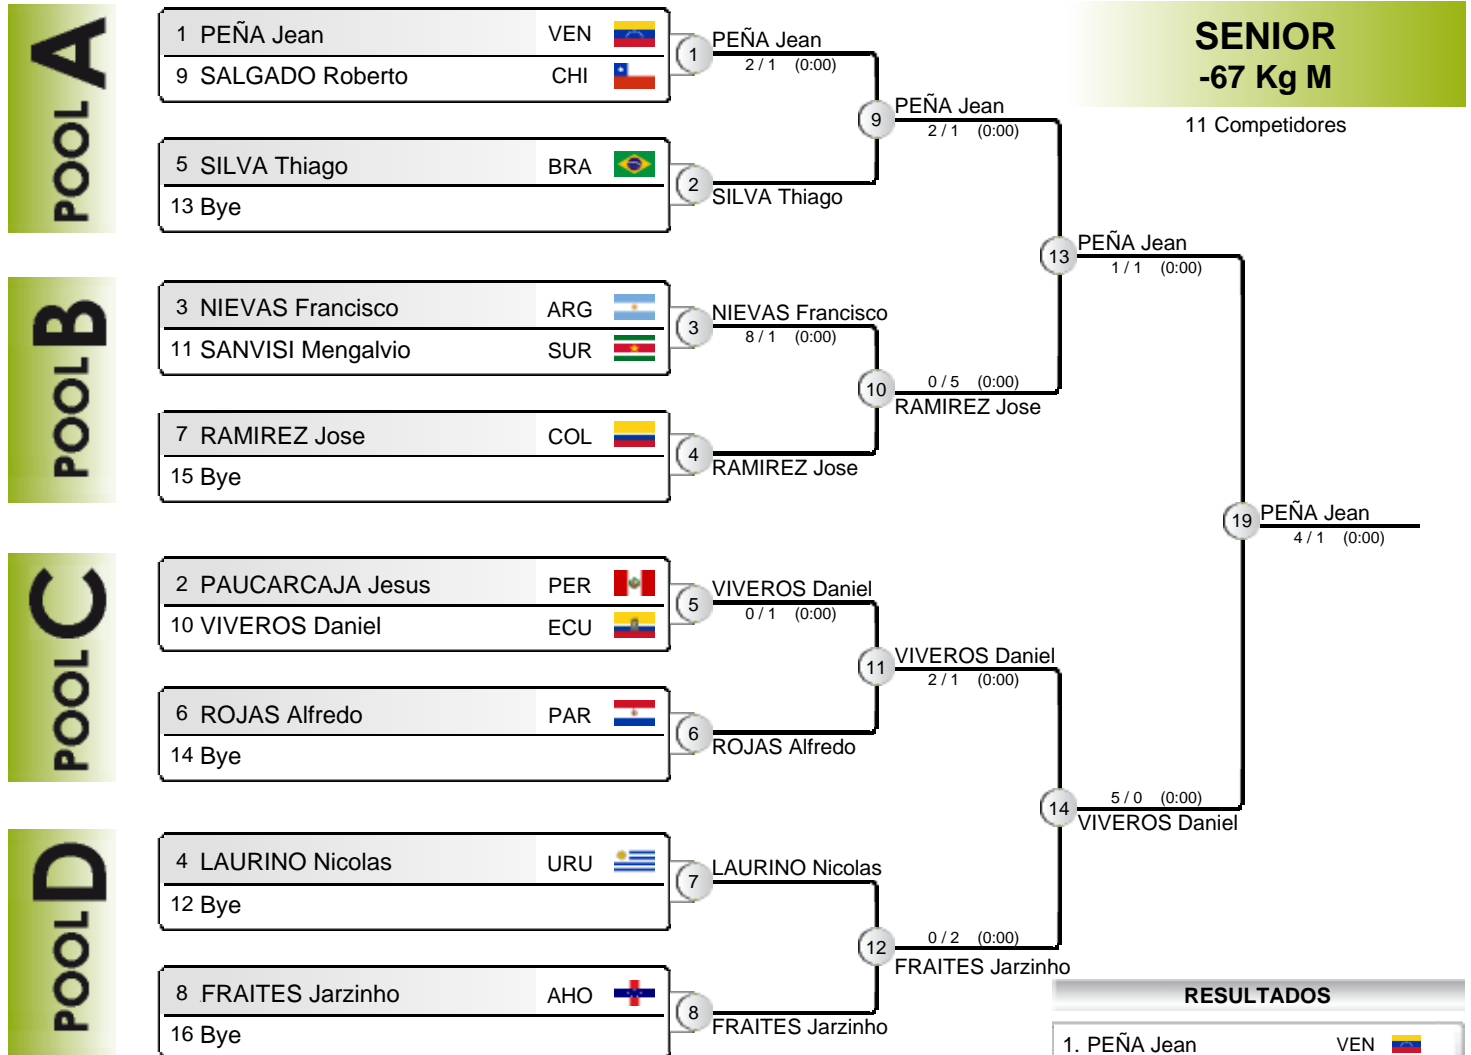 POOL A
1 PEÑA Jean VEN
9 SALGADO Roberto CHI
5 SILVA Thiago BRA
13 Bye
1
PEÑA Jean
2 / 1 (0:00)
2
SILVA Thiago
9
PEÑA Jean
2 / 1 (0:00)
SENIOR
-67 Kg M
11 Competidores
POOL B
3 NIEVAS Francisco ARG
11 SANVISI Mengalvio SUR
7 RAMIREZ Jose COL
15 Bye
3
NIEVAS Francisco
8 / 1 (0:00)
4
RAMIREZ Jose
10
0 / 5 (0:00)
RAMIREZ Jose
13
PEÑA Jean
1 / 1 (0:00)
19
PEÑA Jean
4 / 1 (0:00)
POOL C
2 PAUCARCAJA Jesus PER
10 VIVEROS Daniel ECU
6 ROJAS Alfredo PAR
14 Bye
5
VIVEROS Daniel
0 / 1 (0:00)
6
ROJAS Alfredo
11
VIVEROS Daniel
2 / 1 (0:00)
14
5 / 0 (0:00)
VIVEROS Daniel
POOL D
4 LAURINO Nicolas URU
12 Bye
8 FRAITES Jarzinho AHO
16 Bye
7
LAURINO Nicolas
8
FRAITES Jarzinho
12
0 / 2 (0:00)
FRAITES Jarzinho
RESULTADOS
1. PEÑA Jean VEN